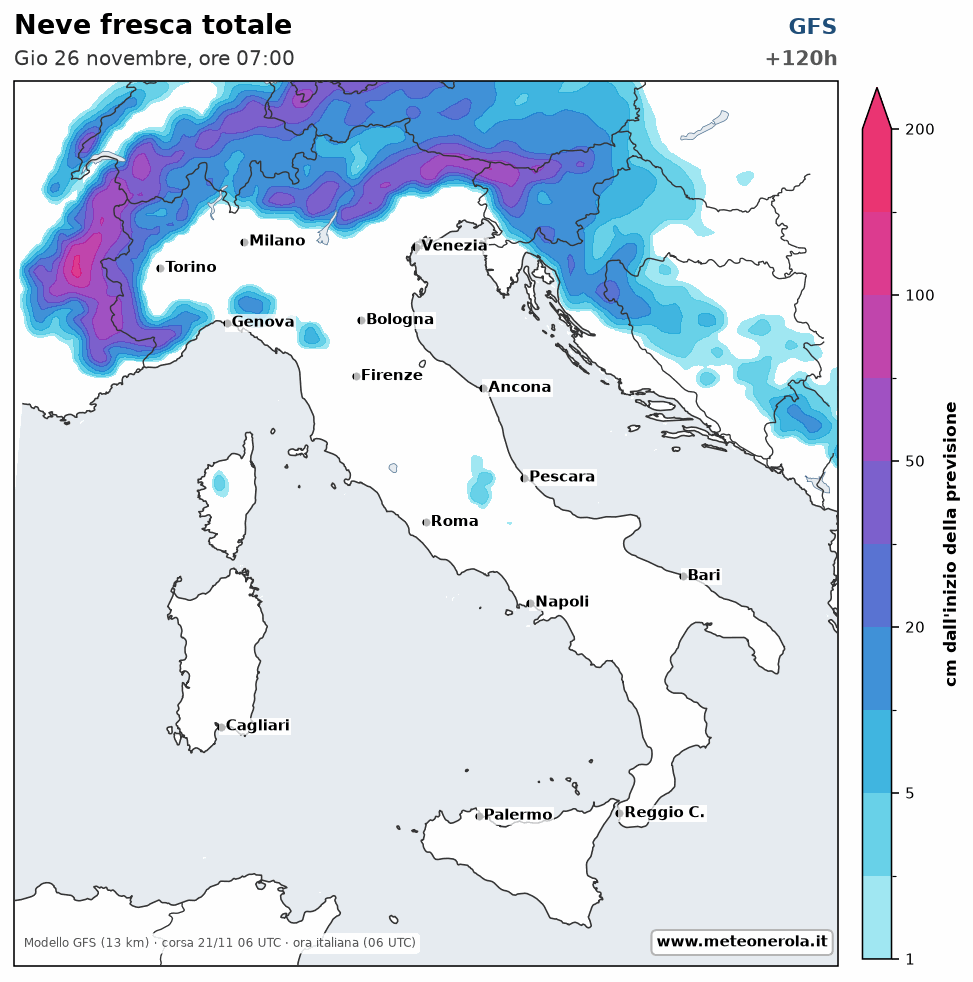 Neve fresca totale
GFS
Gio 26 novembre, ore 07:00
+120h
Milano
Venezia
Torino
Genova
Bologna
Firenze
Ancona
Pescara
Roma
Bari
Napoli
Cagliari
Palermo
Reggio C.
Modello GFS (13 km) · corsa 21/11 06 UTC · ora italiana (06 UTC)
www.meteonerola.it
200
100
50
20
5
1
cm dall'inizio della previsione